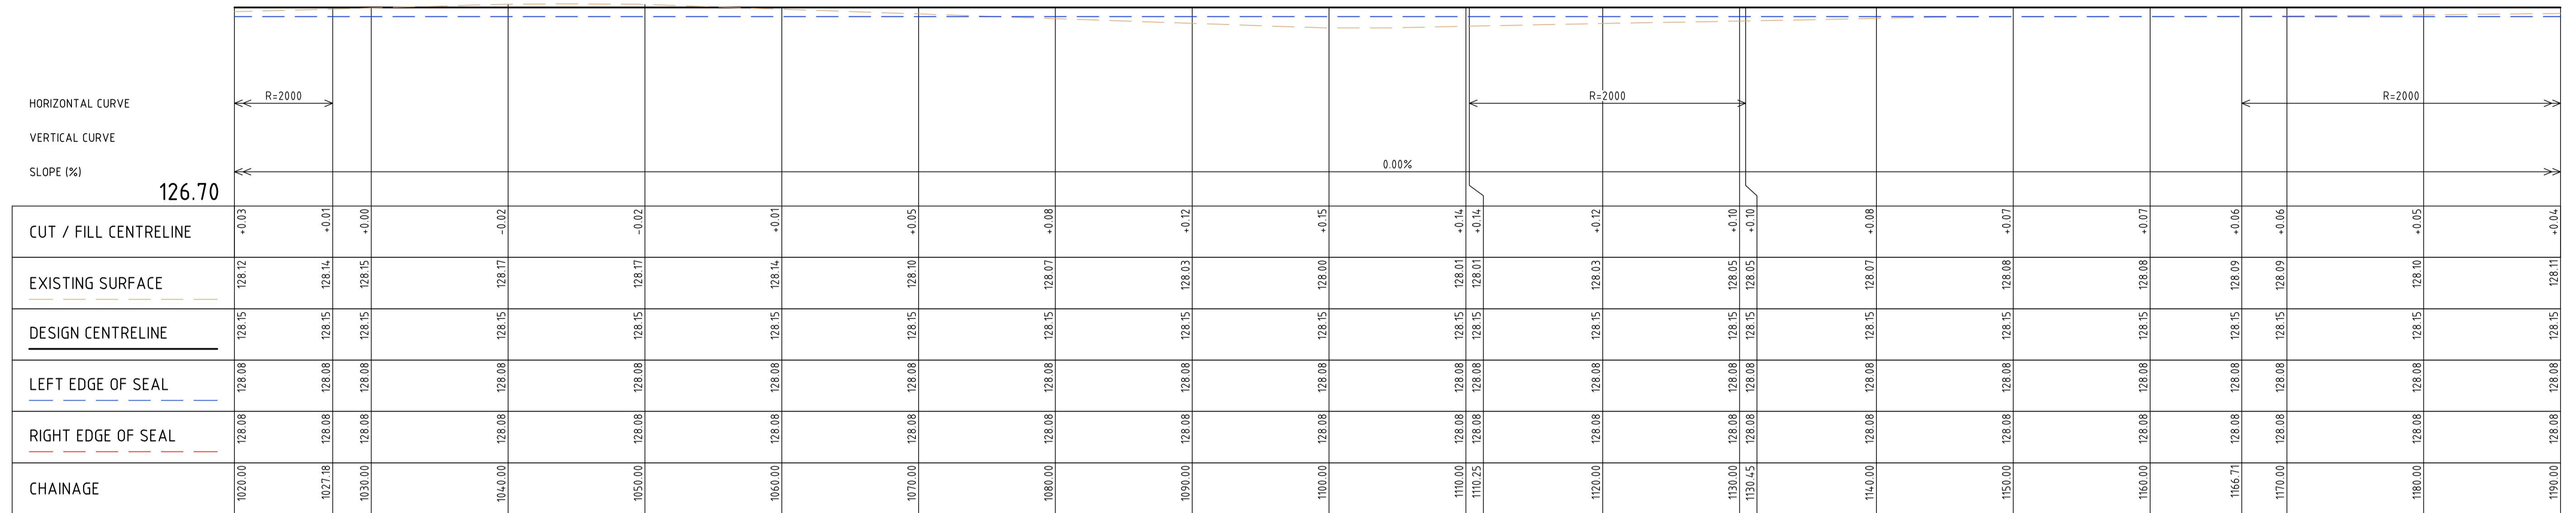 HORIZONTAL CURVE R=2000 R=2000 R=2000
VERTICAL CURVE
SLOPE (%) 0.00%
126.70
CUT / FILL CENTRELINE +0.03 +0.01 +0.00 -0.02 -0.02 +0.01 +0.05 +0.08 +0.12 +0.15 +0.14 +0.14 +0.12 +0.10 +0.10 +0.08 +0.07 +0.07 +0.06 +0.06 +0.05 +0.04
EXISTING SURFACE 128.12 128.14 128.15 128.17 128.17 128.14 128.10 128.07 128.03 128.00 128.01 128.01 128.03 128.05 128.05 128.07 128.08 128.08 128.09 128.09 128.10 128.11
DESIGN CENTRELINE 128.15 128.15 128.15 128.15 128.15 128.15 128.15 128.15 128.15 128.15 128.15 128.15 128.15 128.15 128.15 128.15 128.15 128.15 128.15 128.15 128.15 128.15
LEFT EDGE OF SEAL 128.08 128.08 128.08 128.08 128.08 128.08 128.08 128.08 128.08 128.08 128.08 128.08 128.08 128.08 128.08 128.08 128.08 128.08 128.08 128.08 128.08 128.08
RIGHT EDGE OF SEAL 128.08 128.08 128.08 128.08 128.08 128.08 128.08 128.08 128.08 128.08 128.08 128.08 128.08 128.08 128.08 128.08 128.08 128.08 128.08 128.08 128.08 128.08
CHAINAGE 1020.00 1027.18 1030.00 1040.00 1050.00 1060.00 1070.00 1080.00 1090.00 1100.00 1110.00 1110.25 1120.00 1130.00 1130.45 1140.00 1150.00 1160.00 1166.71 1170.00 1180.00 1190.00